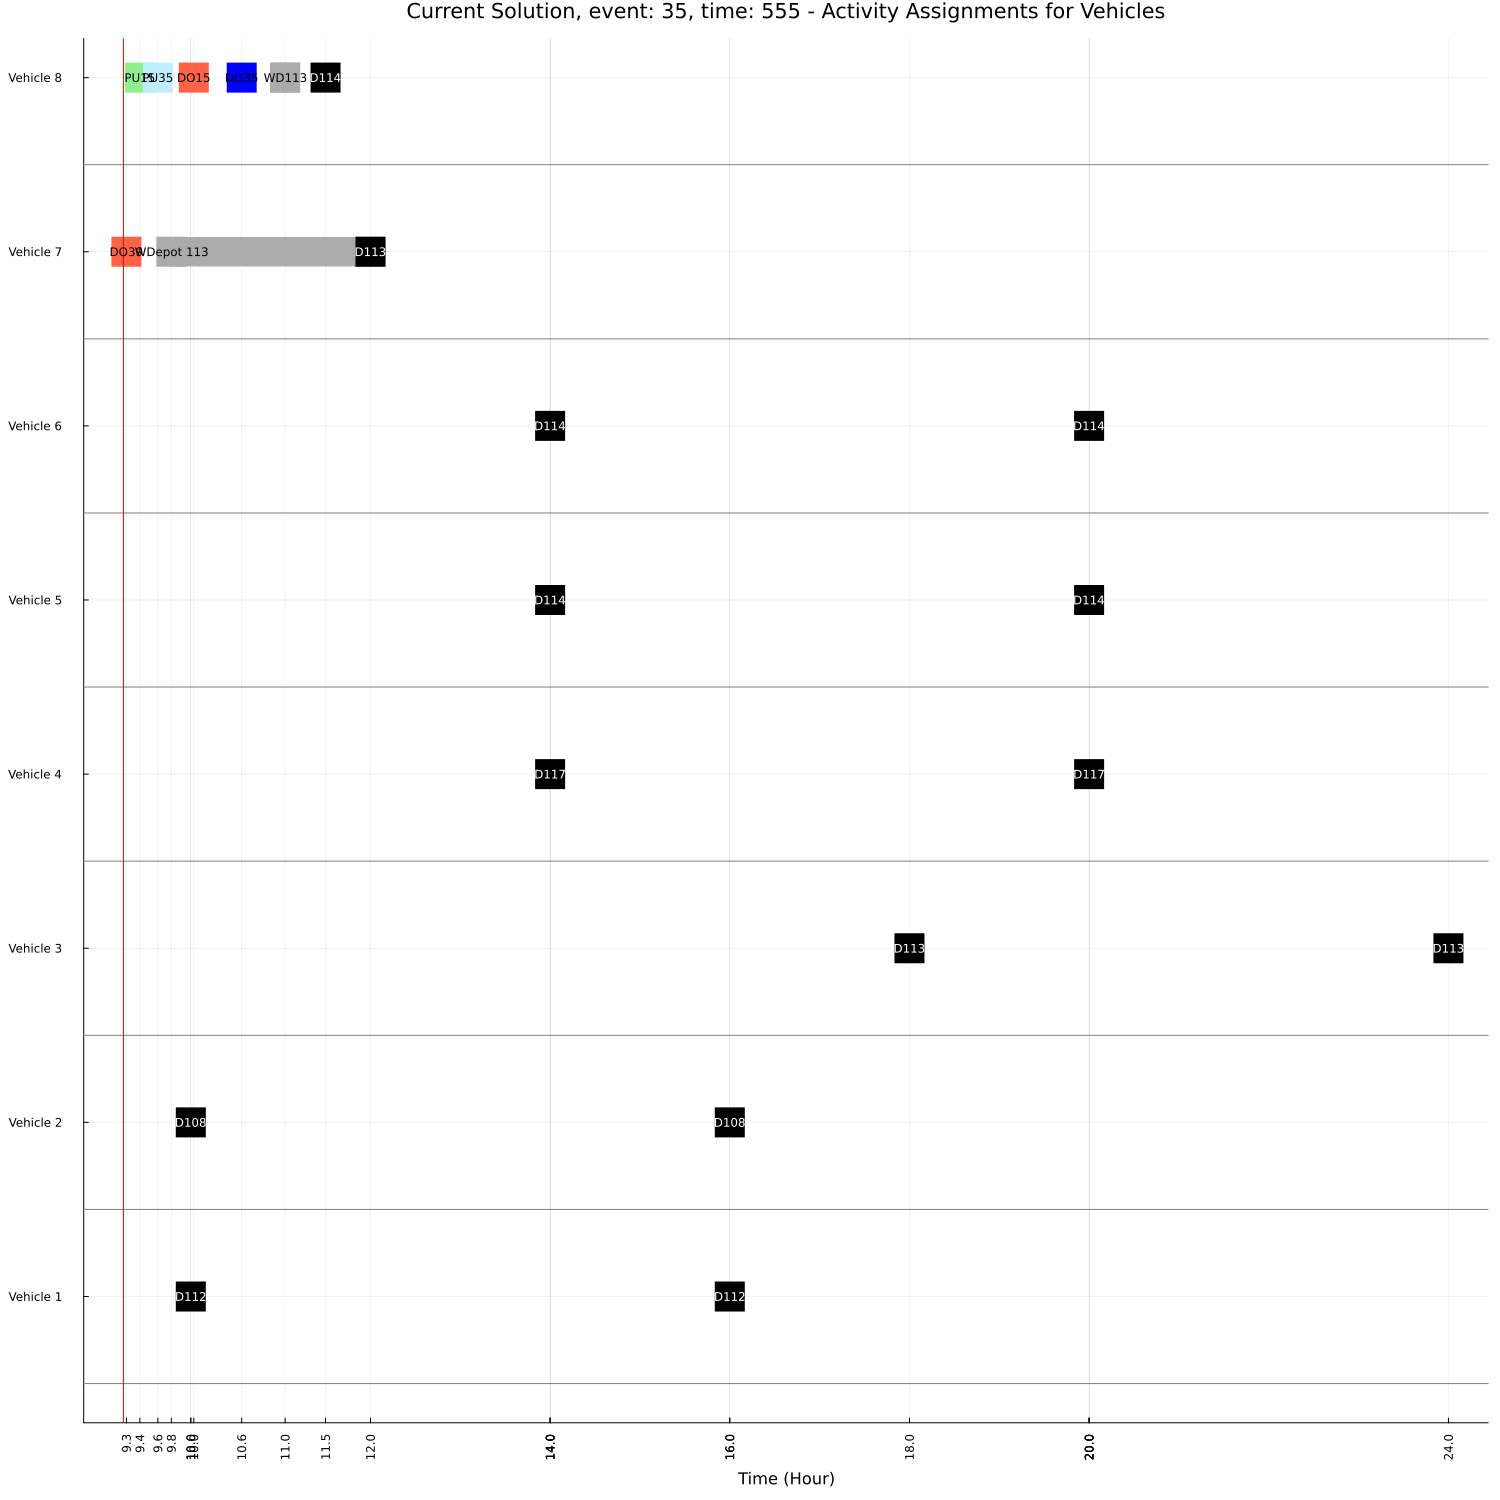 Current Solution, event: 35, time: 555 - Activity Assignments for Vehicles
Vehicle 8
PU15
PU35
DO15
DO35
WD113
D114
Vehicle 7
DO39
WDepot 113
D113
Vehicle 6
D114
D114
Vehicle 5
D114
D114
Vehicle 4
D117
D117
Vehicle 3
D113
D113
Vehicle 2
D108
D108
Vehicle 1
D112
D112
9.3
9.4
9.6
9.8
10.0
10.6
11.0
11.5
12.0
14.0
16.0
18.0
20.0
24.0
Time (Hour)